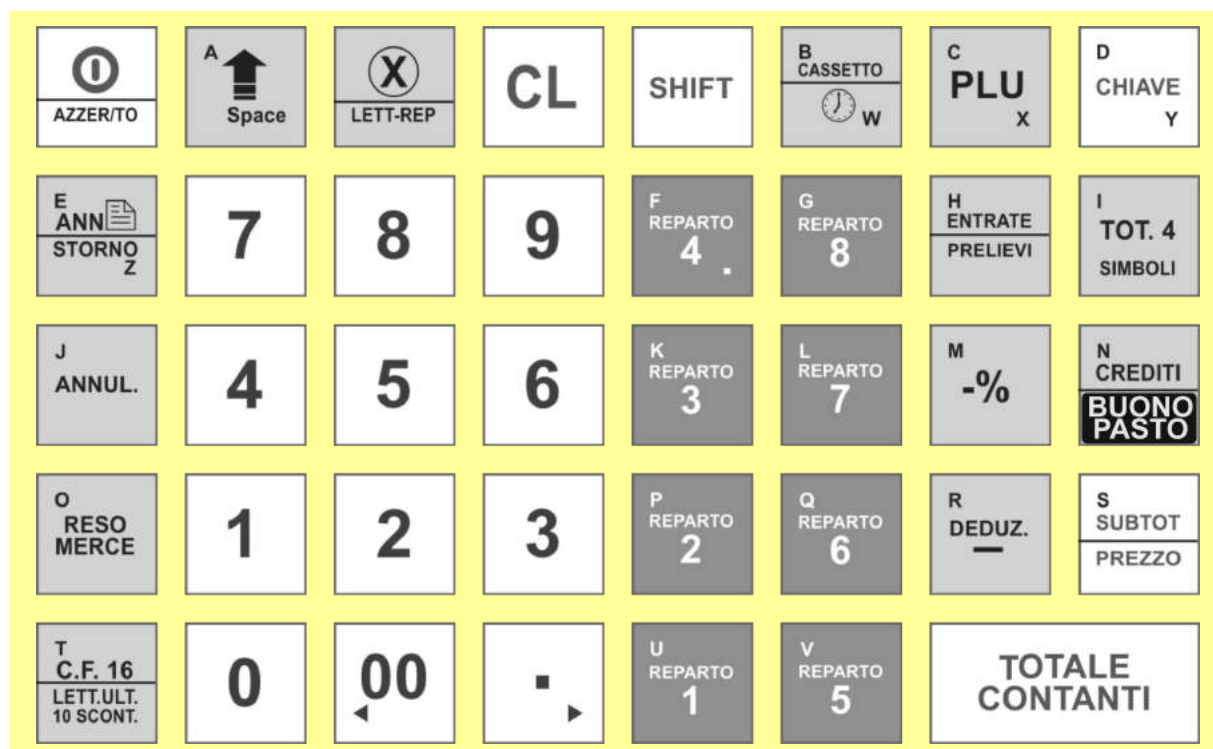 AZZER/TO
A
Space
X
LETT-REP
CL
SHIFT
B
CASSETTO
W
C
PLU
X
D
CHIAVE
Y
E
ANN
STORNO
Z
7
8
9
F
REPARTO
4 .
G
REPARTO
8
H
ENTRATE
PRELIEVI
I
TOT. 4
SIMBOLI
J
ANNUL.
4
5
6
K
REPARTO
3
L
REPARTO
7
M
-%
N
CREDITI
BUONO
PASTO
O
RESO
MERCE
1
2
3
P
REPARTO
2
Q
REPARTO
6
R
DEDUZ.
—
S
SUBTOT
PREZZO
T
C.F. 16
LETT.ULT.
10 SCONT.
0
00
.
U
REPARTO
1
V
REPARTO
5
TOTALE
CONTANTI